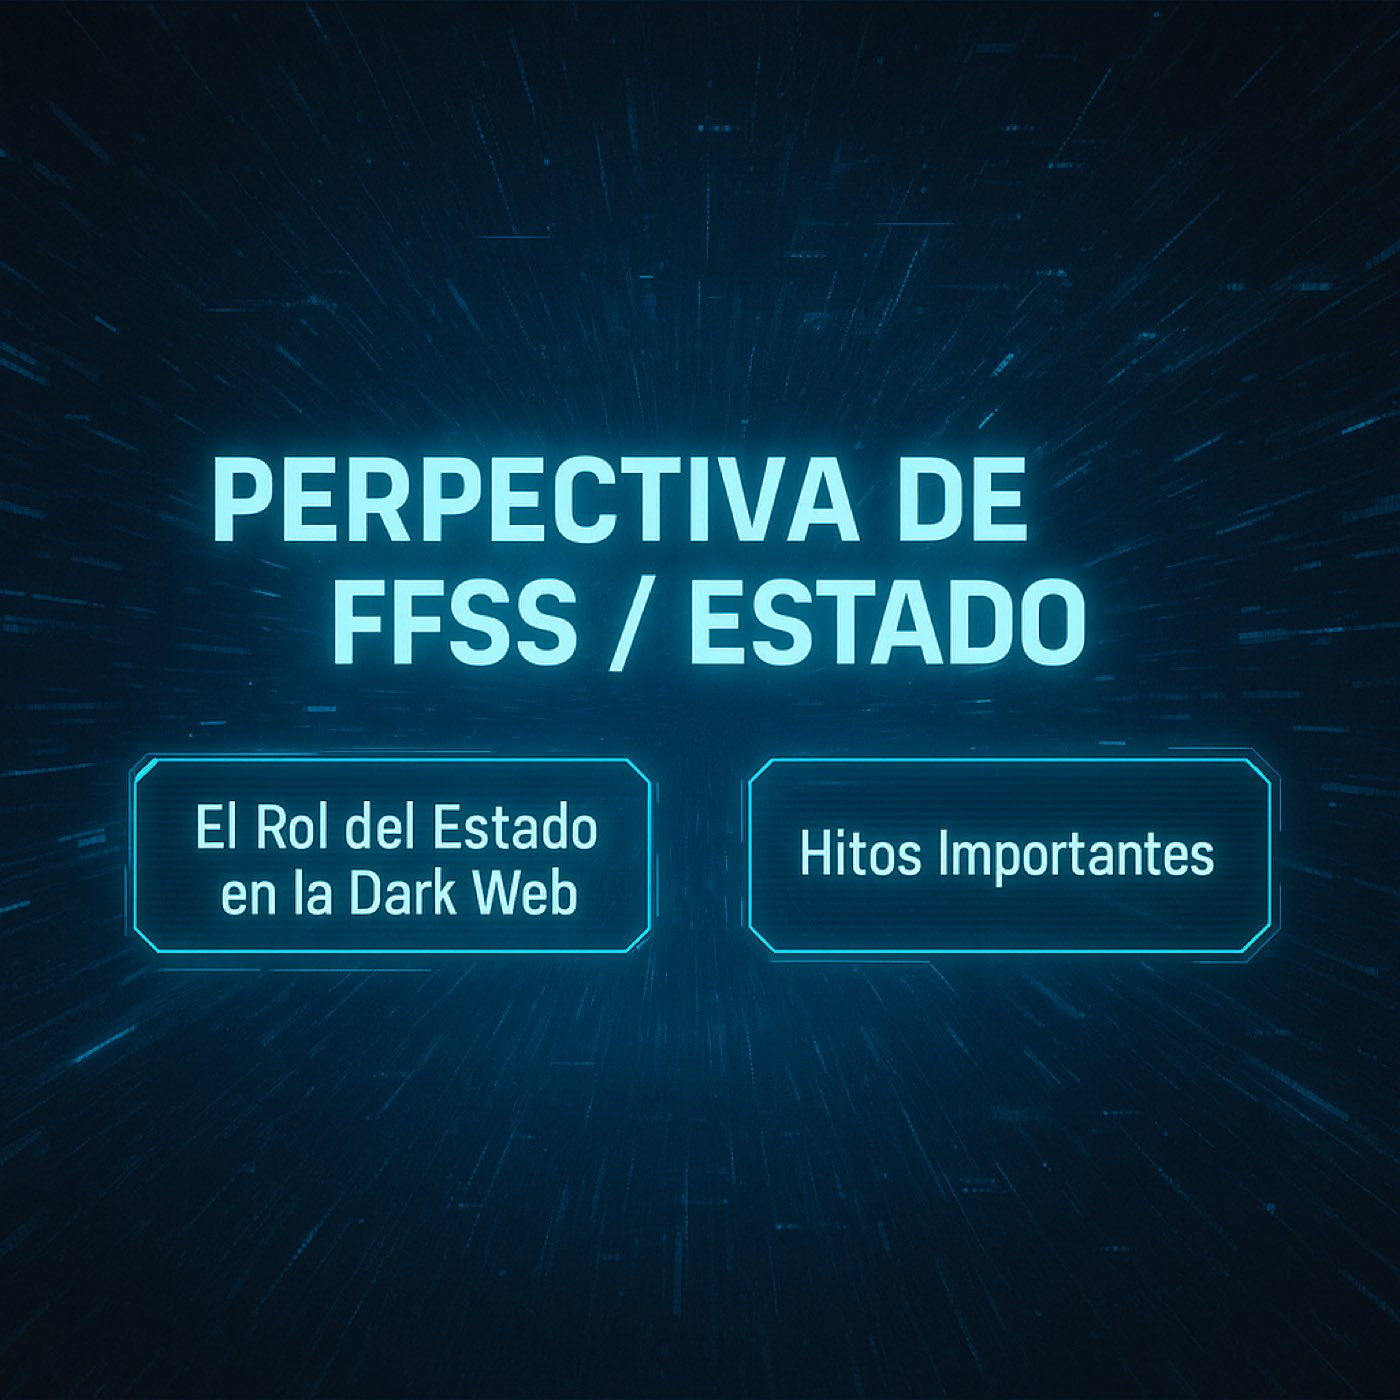 PERPECTIVA DE
FFSS / ESTADO
El Rol del Estado
en la Dark Web
Hitos Importantes